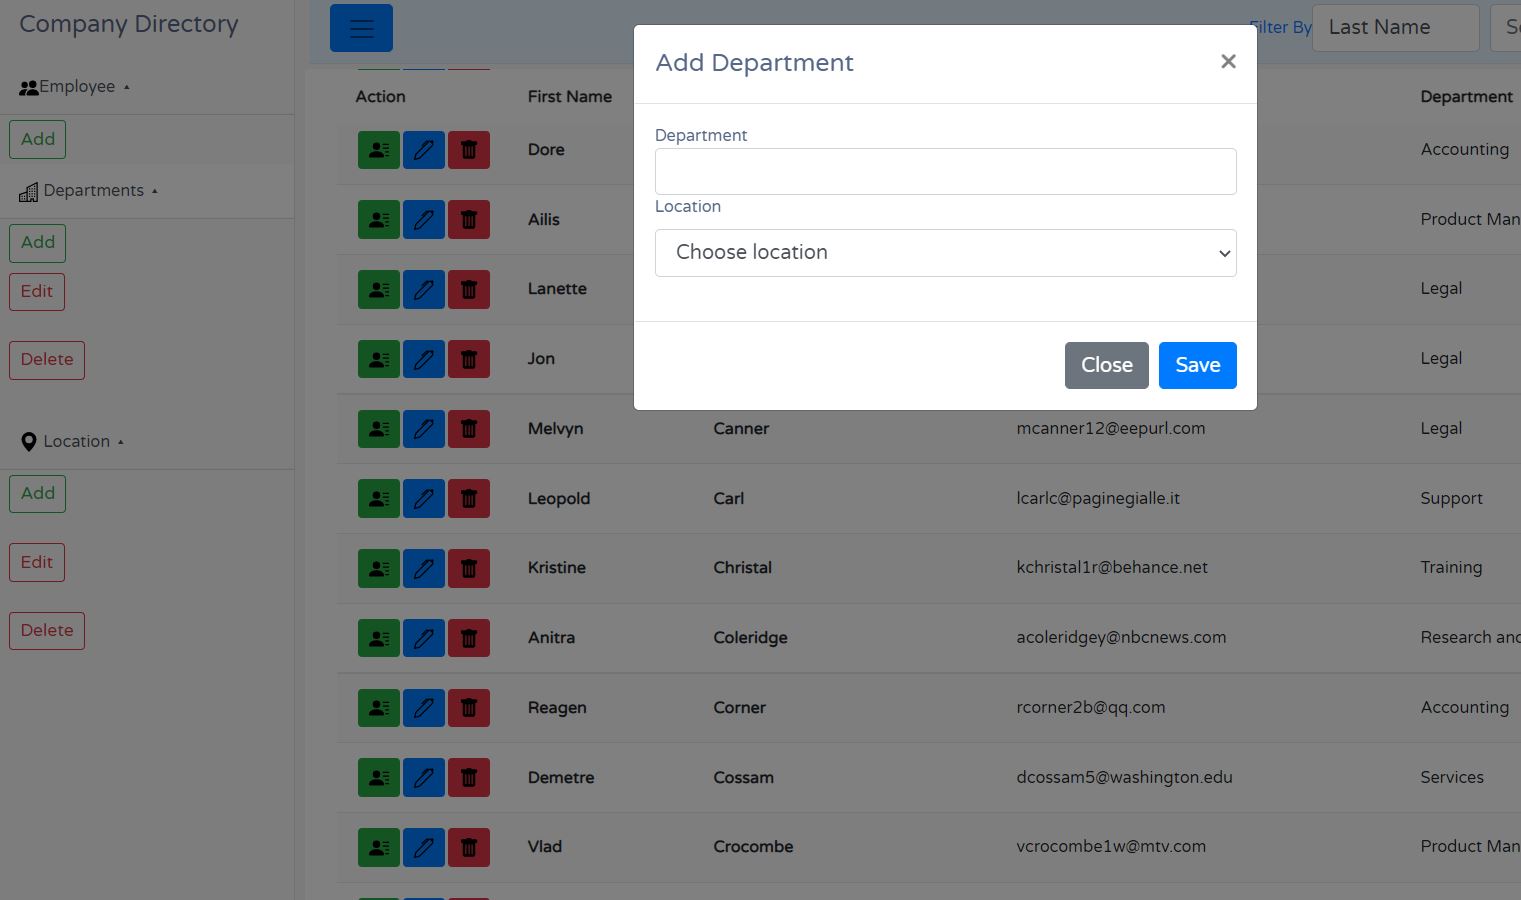 Company Directory
Filter By
Last Name
Employee
Add
Departments
Add
Edit
Delete
Location
Add
Edit
Delete
Add Department
×
Department
Location
Choose location
Close
Save
Action First Name Department
Dore Accounting
Ailis Product Man
Lanette Legal
Jon Legal
Melvyn Canner mcanner12@eepurl.com Legal
Leopold Carl lcarlc@paginegialle.it Support
Kristine Christal kchristal1r@behance.net Training
Anitra Coleridge acoleridgey@nbcnews.com Research and
Reagen Corner rcorner2b@qq.com Accounting
Demetre Cossam dcossam5@washington.edu Services
Vlad Crocombe vcrocombe1w@mtv.com Product Man